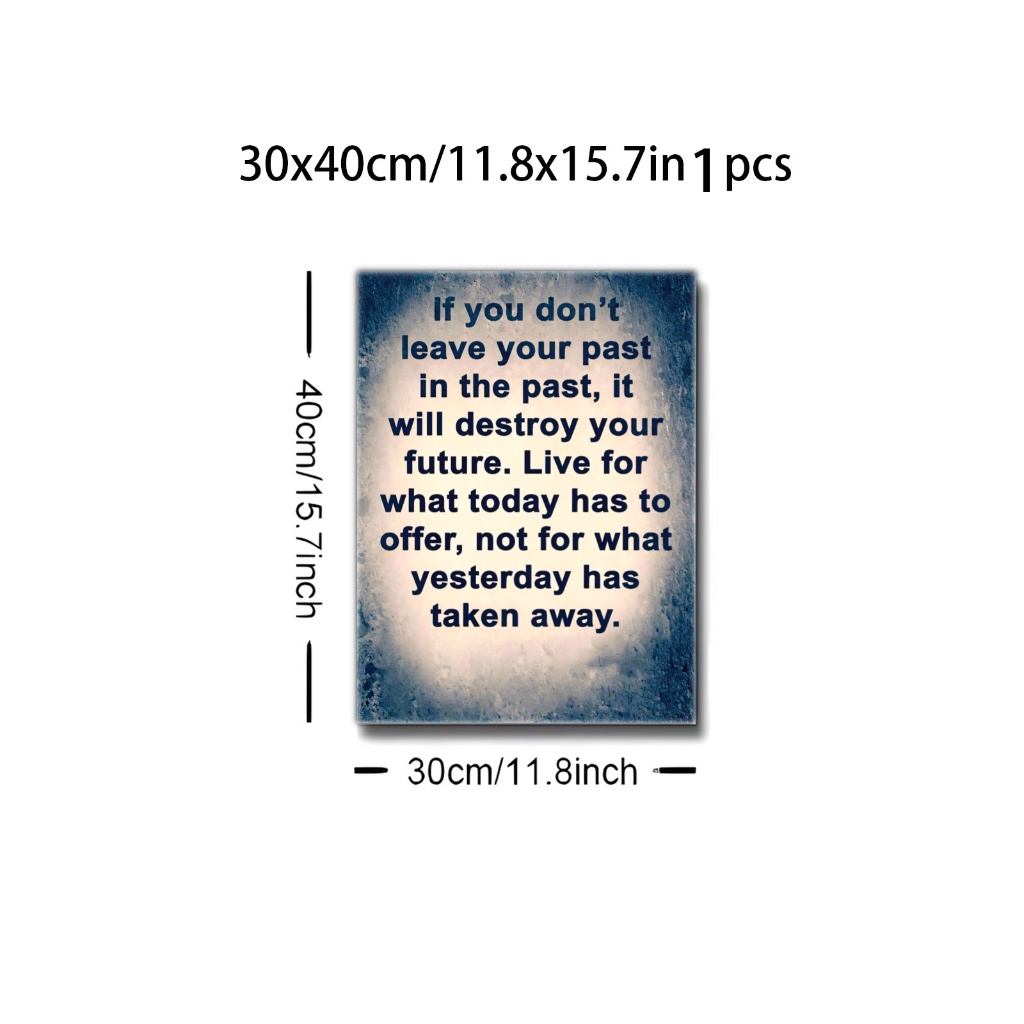 30x40cm/11.8x15.7in 1 pcs
If you don't
leave your past
in the past, it
will destroy your
future. Live for
what today has to
offer, not for what
yesterday has
taken away.
40cm/15.7inch
30cm/11.8inch